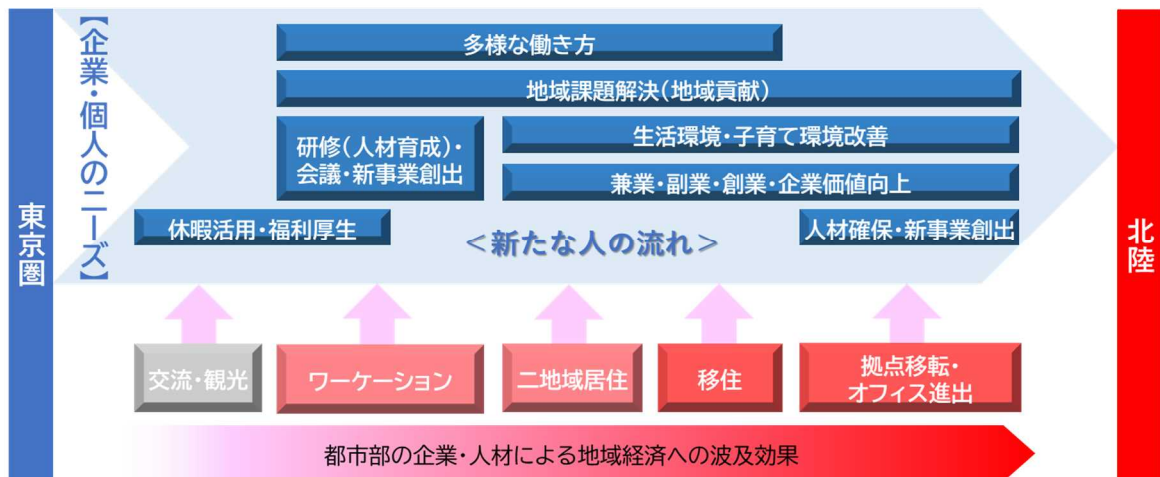 東京圏
【企業・個人のニーズ】
多様な働き方
地域課題解決(地域貢献)
研修(人材育成)・
会議・新事業創出
生活環境・子育て環境改善
兼業・副業・創業・企業価値向上
休暇活用・福利厚生
<新たな人の流れ>
人材確保・新事業創出
北陸
交流・観光
ワーケーション
二地域居住
移住
拠点移転・
オフィス進出
都市部の企業・人材による地域経済への波及効果